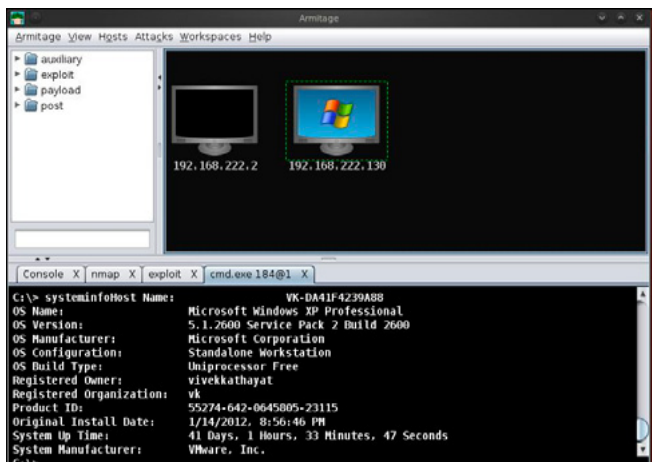 Armitage
Armitage View Hosts Attacks Workspaces Help
auxiliary
exploit
payload
post
192.168.222.2
192.168.222.130
Console X nmap X exploit X cmd.exe 184@1 X
C:\> systeminfoHost Name: VK-DA41F4239A88
OS Name: Microsoft Windows XP Professional
OS Version: 5.1.2600 Service Pack 2 Build 2600
OS Manufacturer: Microsoft Corporation
OS Configuration: Standalone Workstation
OS Build Type: Uniprocessor Free
Registered Owner: vivekkathayat
Registered Organization: vk
Product ID: 55274-642-0645805-23115
Original Install Date: 1/14/2012, 8:56:46 PM
System Up Time: 41 Days, 1 Hours, 33 Minutes, 47 Seconds
System Manufacturer: VMware, Inc.